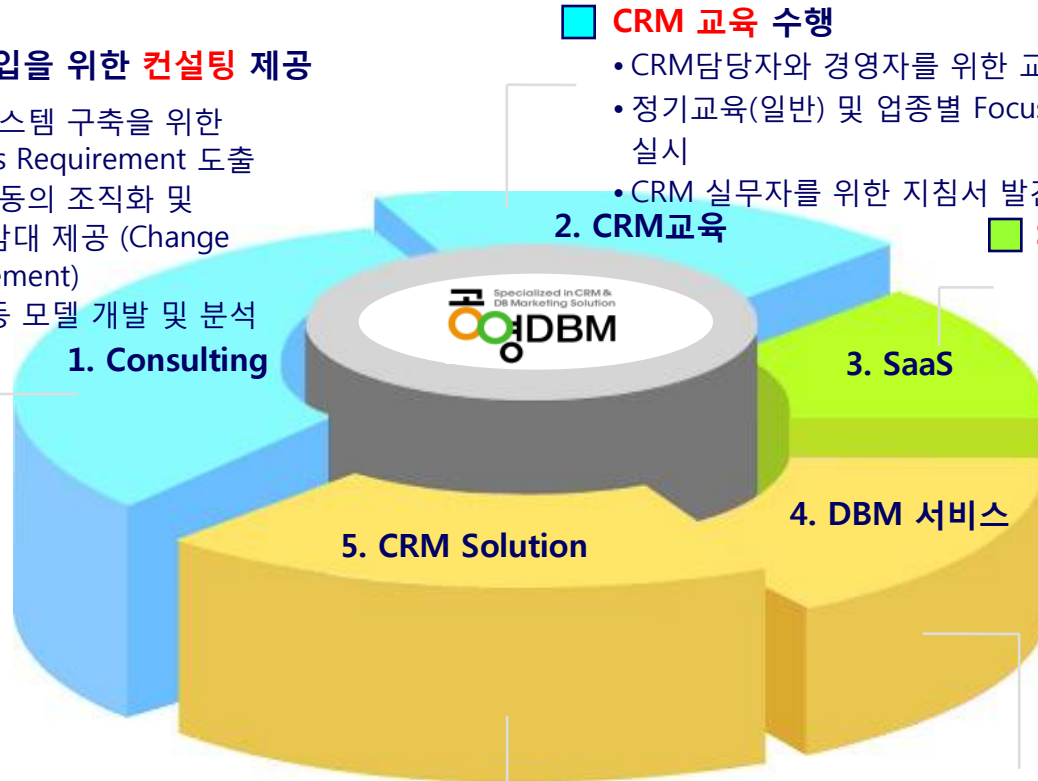 CRM 교육 수행
• CRM담당자와 경영자를 위한
• 정기교육(일반) 및 업종별 Focus
실시
• CRM 실무자를 위한 지침서
입을 위한 컨설팅 제공
스템 구축을 위한
s Requirement 도출
동의 조직화 및
제공 (Change
ement)
모델 개발 및 분석
1. Consulting
2. CRM교육
3. SaaS
4. DBM 서비스
5. CRM Solution
Specialized in CRM &
DB Marketing Solution
공영DBM